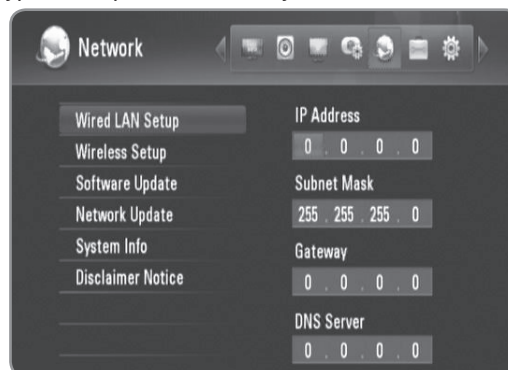 Network
Wired LAN Setup
Wireless Setup
Software Update
Network Update
System Info
Disclaimer Notice
IP Address
0 . 0 . 0 . 0
Subnet Mask
255 . 255 . 255 . 0
Gateway
0 . 0 . 0 . 0
DNS Server
0 . 0 . 0 . 0